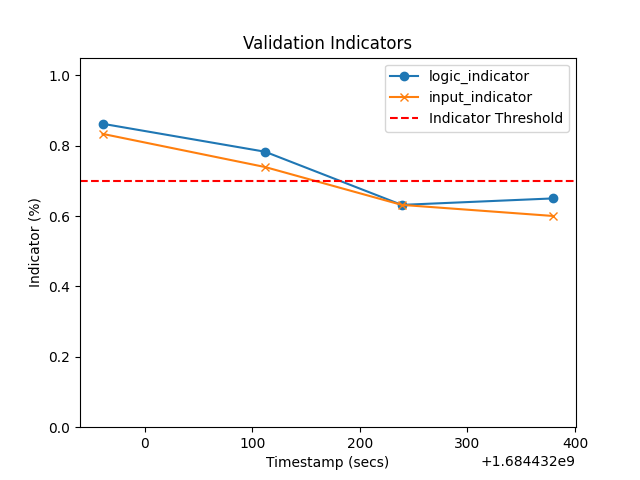 Validation Indicators
logic_indicator
input_indicator
Indicator Threshold
Indicator (%)
1.0
0.8
0.6
0.4
0.2
0.0
0 100 200 300 400
Timestamp (secs)
+1.684432e9